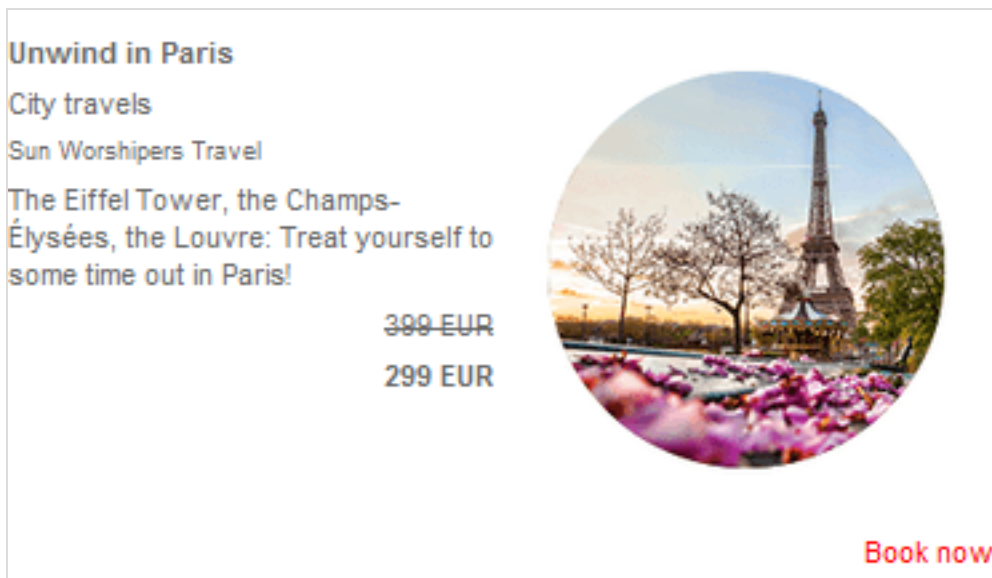 Unwind in Paris
City travels
Sun Worshipers Travel
The Eiffel Tower, the Champs-
Élysées, the Louvre: Treat yourself to
some time out in Paris!
399 EUR
299 EUR
Book now